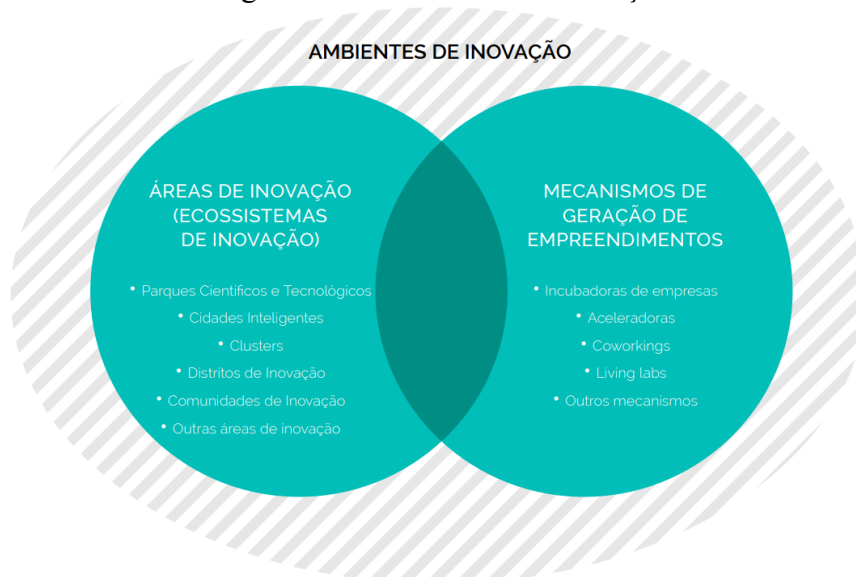 AMBIENTES DE INOVAÇÃO
ÁREAS DE INOVAÇÃO
(ECOSSISTEMAS
DE INOVAÇÃO)
• Parques Científicos e Tecnológicos
• Cidades Inteligentes
• Clusters
• Distritos de Inovação
• Comunidades de Inovação
• Outras áreas de inovação
MECANISMOS DE
GERAÇÃO DE
EMPREENDIMENTOS
• Incubadoras de empresas
• Aceleradoras
• Coworkings
• Living labs
• Outros mecanismos